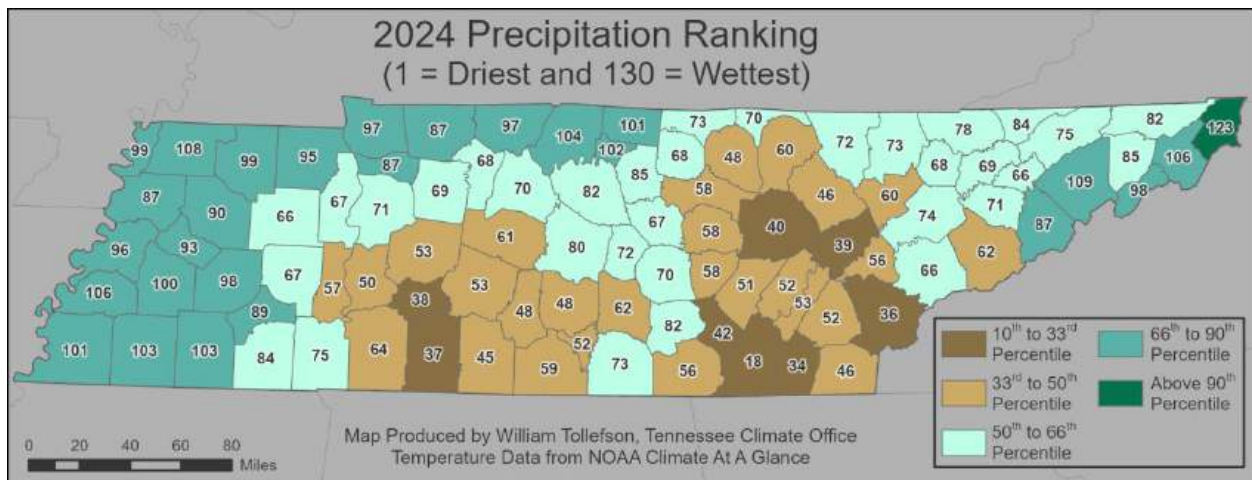 2024 Precipitation Ranking
(1 = Driest and 130 = Wettest)
97 87 97 104 101 73 70 72 73 78 84 75 82 123
99 108 99 95 87 68 102 68 48 60 68 69 66 85 106
87 90 66 67 71 69 70 82 85 58 46 60 74 71 109 98
96 93 67 53 61 80 72 67 58 40 39 56 66 62 87
106 100 98 57 50 53 70 58 51 52 53 52 36
89 38 48 48 62 82 42
101 103 103 84 75 64 37 45 59 52 73 56 18 34 46
10th to 33rd Percentile
33rd to 50th Percentile
50th to 66th Percentile
66th to 90th Percentile
Above 90th Percentile
0 20 40 60 80
Miles
Map Produced by William Tollefson, Tennessee Climate Office
Temperature Data from NOAA Climate At A Glance